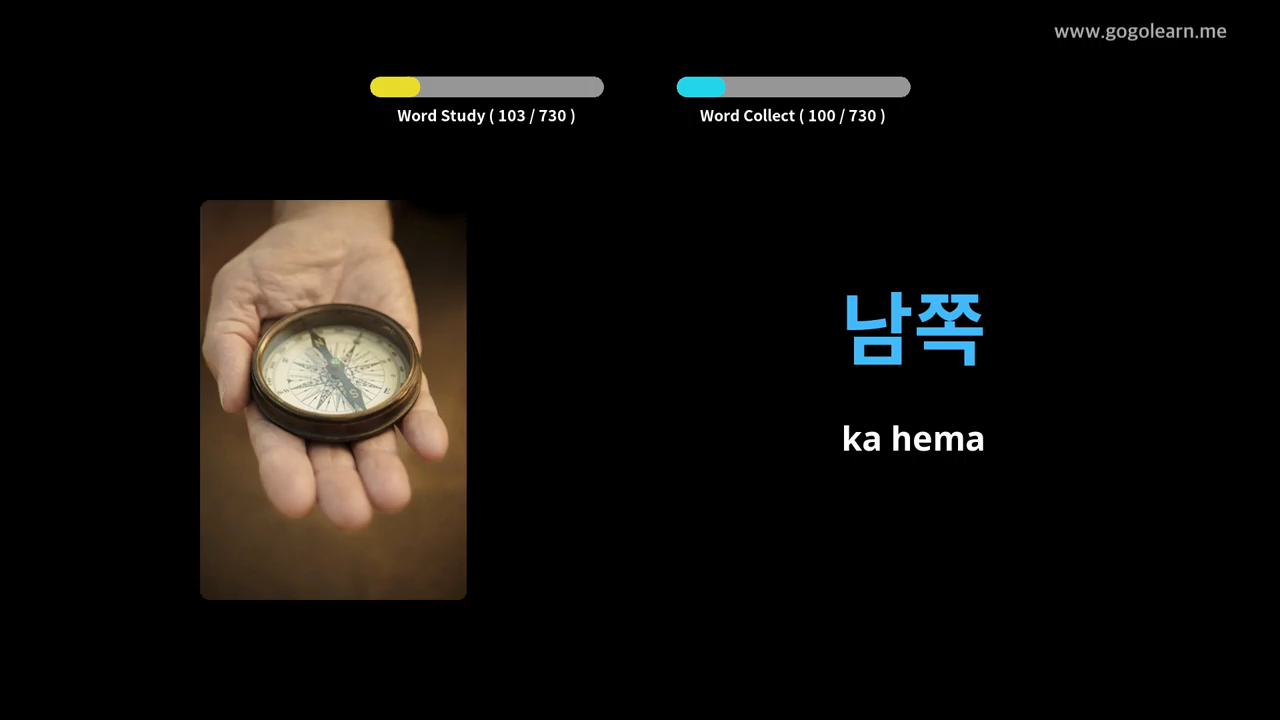 www.gogolearn.me
Word Study ( 103 / 730 )
Word Collect ( 100 / 730 )
남쪽
ka hema
N
E
S